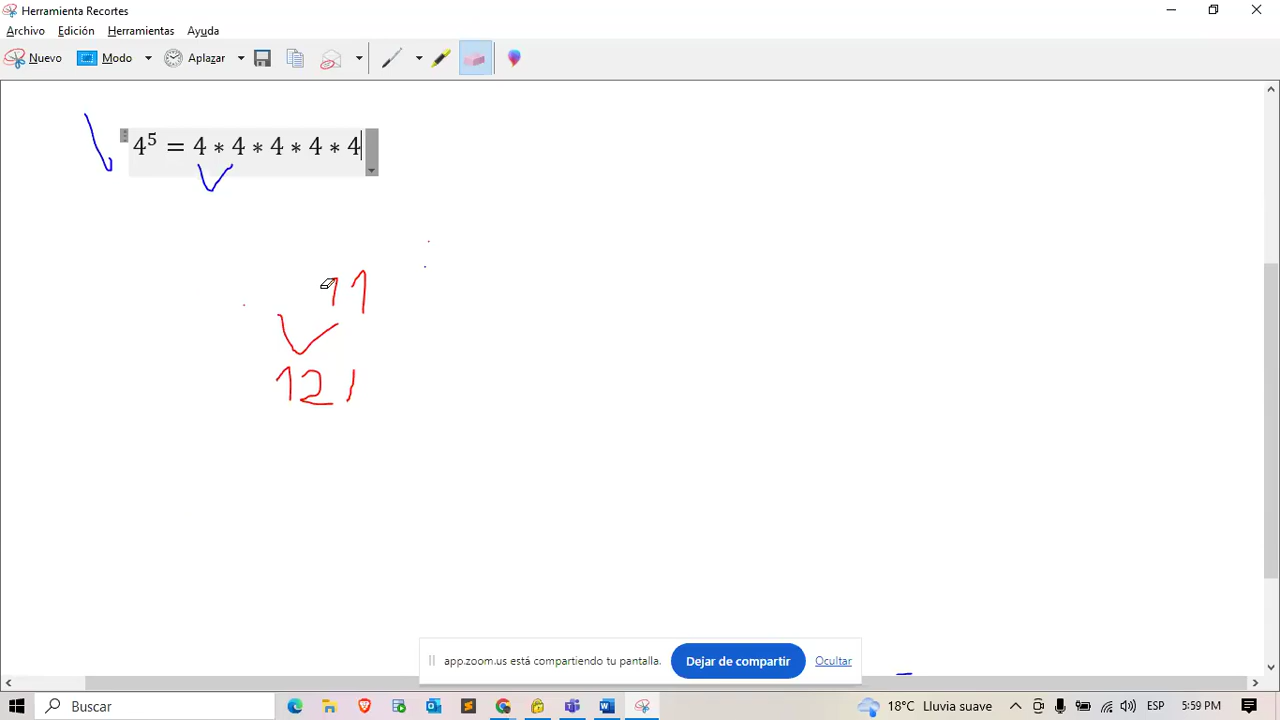 Herramienta Recortes
Archivo Edición Herramientas Ayuda
Nuevo Modo Aplazar
4⁵ = 4 ∗ 4 ∗ 4 ∗ 4 ∗ 4
11
121
app.zoom.us está compartiendo tu pantalla. Dejar de compartir Ocultar
Buscar 18°C Lluvia suave ESP 5:59 PM